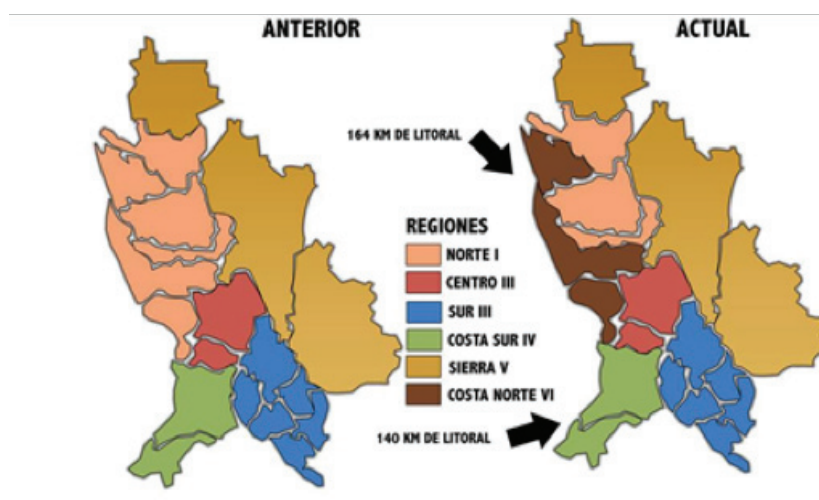 ANTERIOR
ACTUAL
164 KM DE LITORAL
REGIONES
NORTE I
CENTRO III
SUR III
COSTA SUR IV
SIERRA V
COSTA NORTE VI
140 KM DE LITORAL